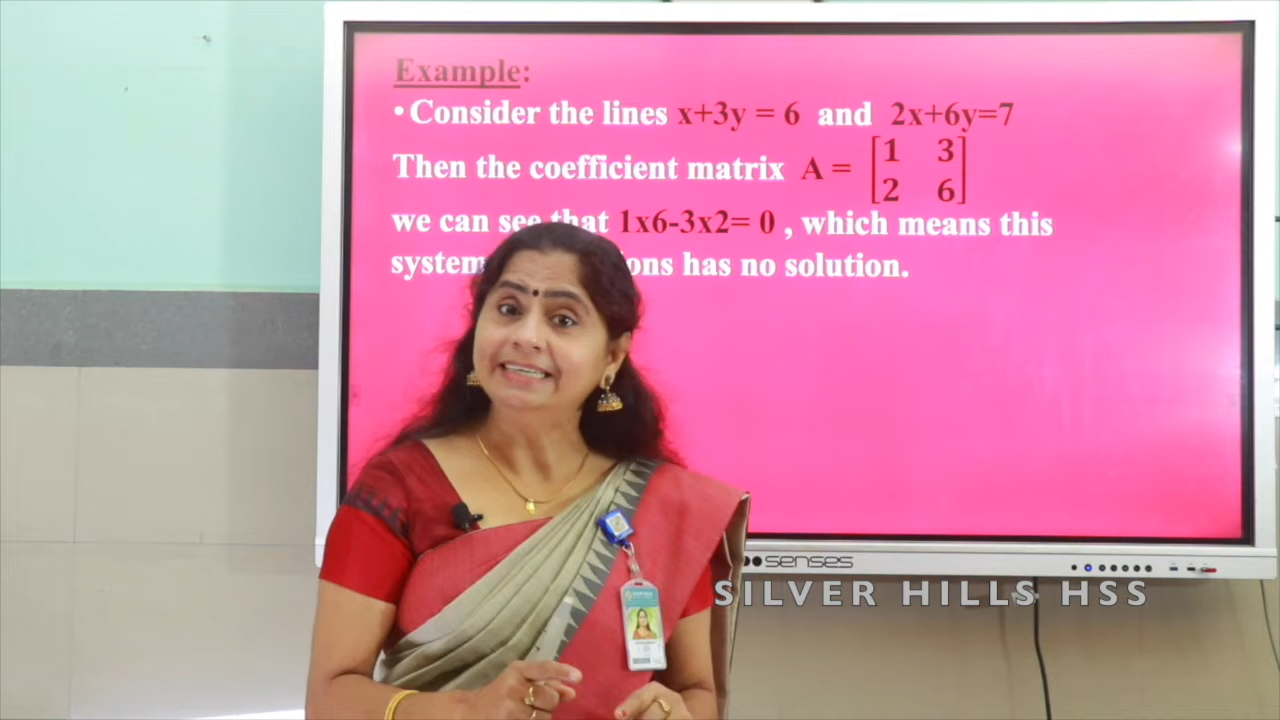 Example:
• Consider the lines x+3y = 6 and 2x+6y=7
Then the coefficient matrix A = [1 3
2 6]
we can see that 1x6-3x2= 0 , which means this
system ons has no solution.
senses
SILVER HILLS HSS